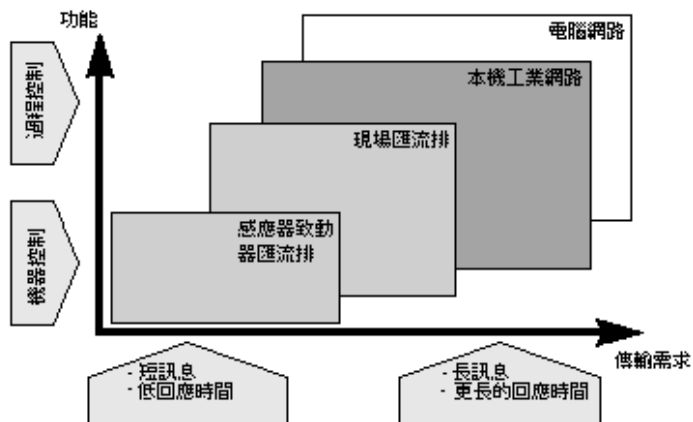 功能
電腦網路
本機工業網路
過程控制
現場匯流排
感應器致動
器匯流排
機器控制
傳輸需求
- 短訊息
- 低回應時間
- 長訊息
- 更長的回應時間